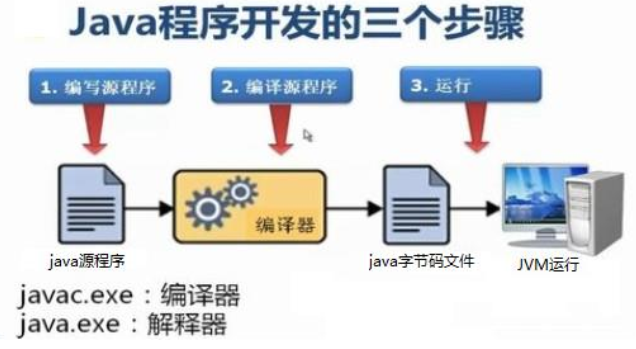 Java程序开发的三个步骤
1. 编写源程序
2. 编译源程序
3. 运行
编译器
java源程序
java字节码文件
JVM运行
javac.exe：编译器
java.exe：解释器